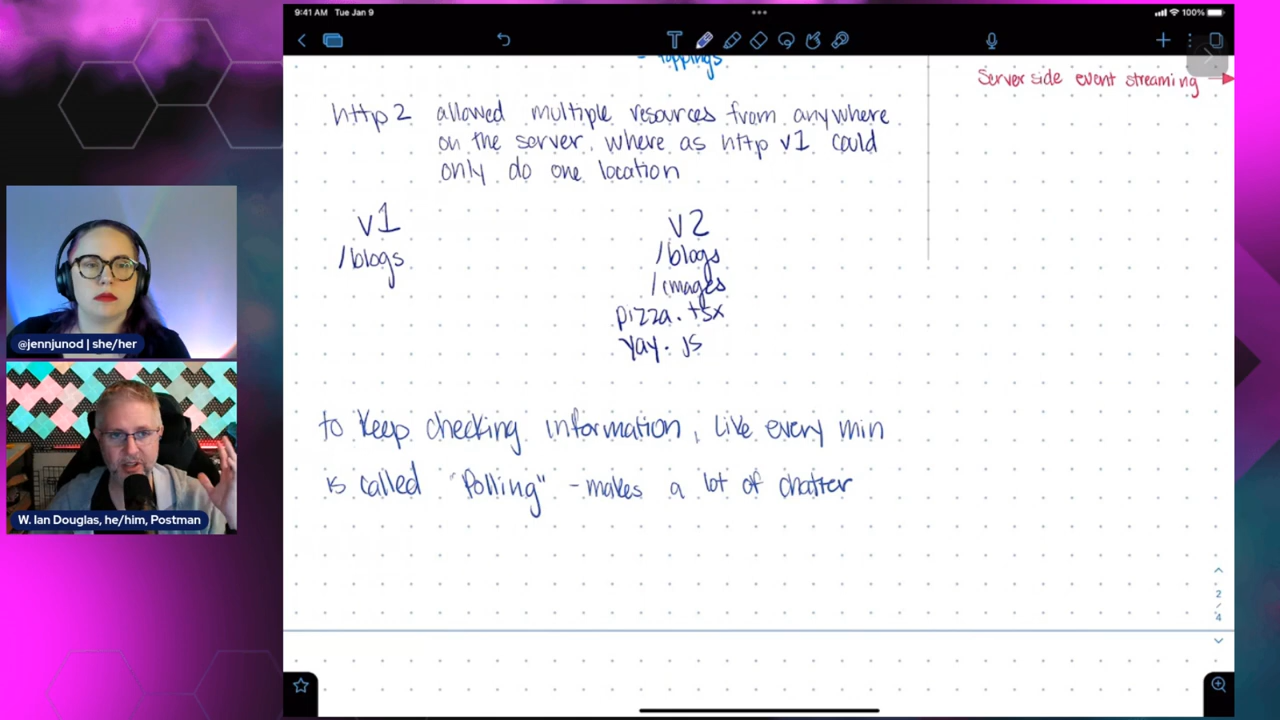 9:41 AM Tue Jan 9
100%
toppings
Server side event streaming
http2 allowed multiple resources from anywhere
on the server, where as http v1 could
only do one location
v1
/blogs
v2
/blogs
/images
pizza.tsx
yay.js
to keep checking information, like every min
is called "Polling" - makes a lot of chatter
@jennjunod | she/her
W. Ian Douglas, he/him, Postman
2
/
4